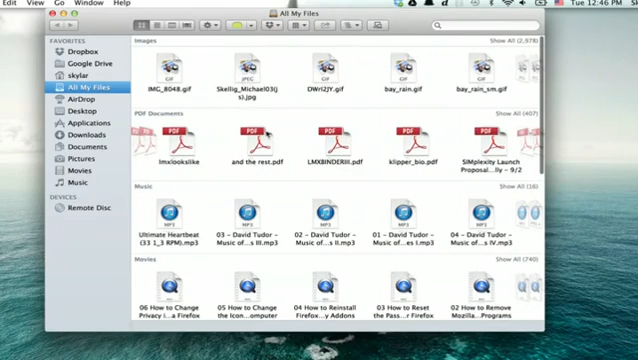 Edit View Go Window Help
Tue 12:46 PM
All My Files
FAVORITES
Dropbox
Google Drive
skylar
All My Files
AirDrop
Desktop
Applications
Downloads
Documents
Pictures
Movies
Music
DEVICES
Remote Disc
Images
Show All (2,978)
GIF
JPEG
GIF
GIF
GIF
IMG_8048.gif
Skellig_Michael03(j
s).jpg
DWrl2JY.gif
bay_rain.gif
bay_rain_sm.gif
PDF Documents
Show All (407)
PDF
PDF
PDF
PDF
PDF
lmxlookslike
and the rest.pdf
LMXBINDERIII.pdf
klipper_bio.pdf
SIMplexity Launch
Proposal...lly – 9/2
Music
Show All (16)
Ultimate Heartbeat
(33 1_3 RPM).mp3
03 – David Tudor –
Music of...s III.mp3
02 – David Tudor –
Music of...s II.mp3
01 – David Tudor –
Music of...es I.mp3
04 – David Tudor –
Music of...s IV.mp3
Movies
Show All (740)
06 How to Change
Privacy i...a Firefox
05 How to Change
the Icon...omputer
04 How to Reinstall
Firefox...y Addons
03 How to Reset
the Pass...r Firefox
02 How to Remove
Mozilla...Programs